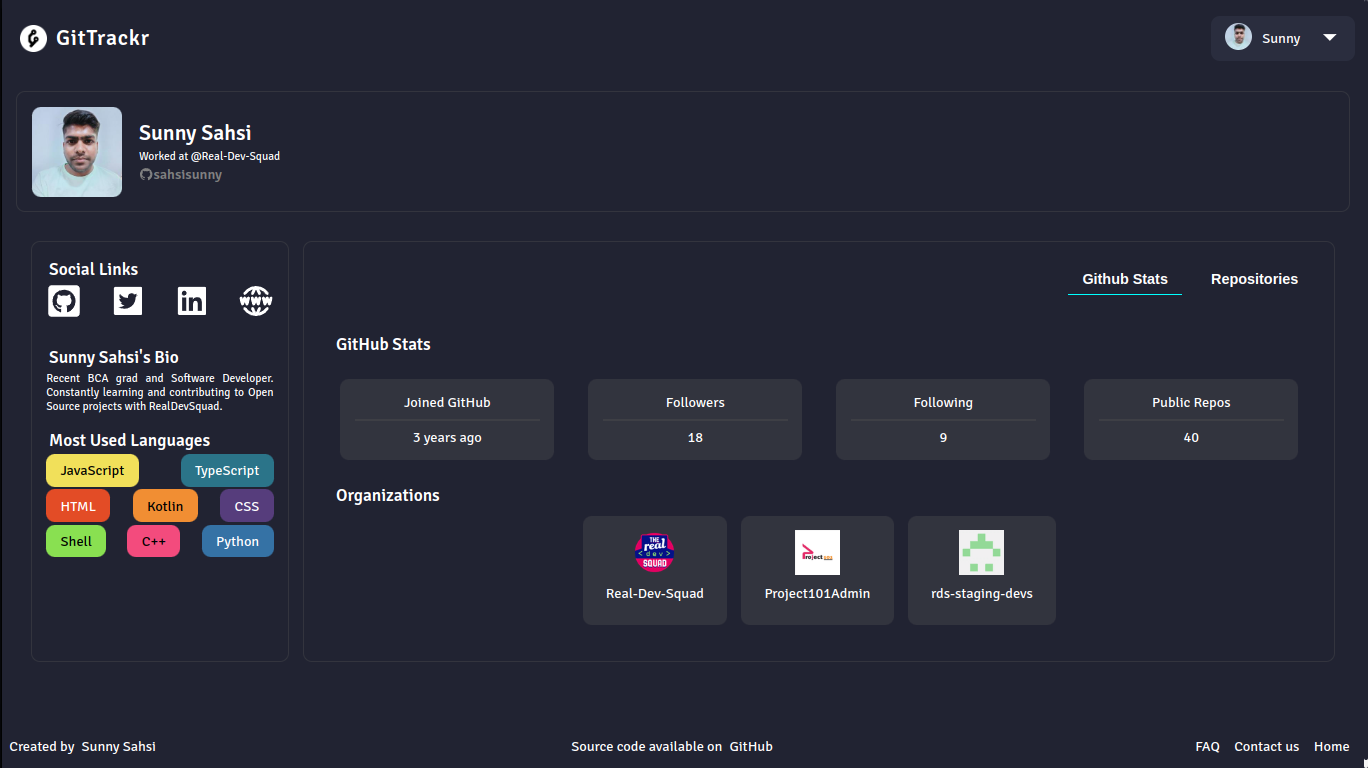 GitTrackr
Sunny
Sunny Sahsi
Worked at @Real-Dev-Squad
sahsisunny
Social Links
Sunny Sahsi's Bio
Recent BCA grad and Software Developer.
Constantly learning and contributing to Open
Source projects with RealDevSquad.
Most Used Languages
JavaScript TypeScript
HTML Kotlin CSS
Shell C++ Python
Github Stats Repositories
GitHub Stats
Joined GitHub Followers Following Public Repos
3 years ago 18 9 40
Organizations
THE
real
<dev>
SQUAD
Real-Dev-Squad Project101Admin rds-staging-devs
Created by Sunny Sahsi Source code available on GitHub FAQ Contact us Home